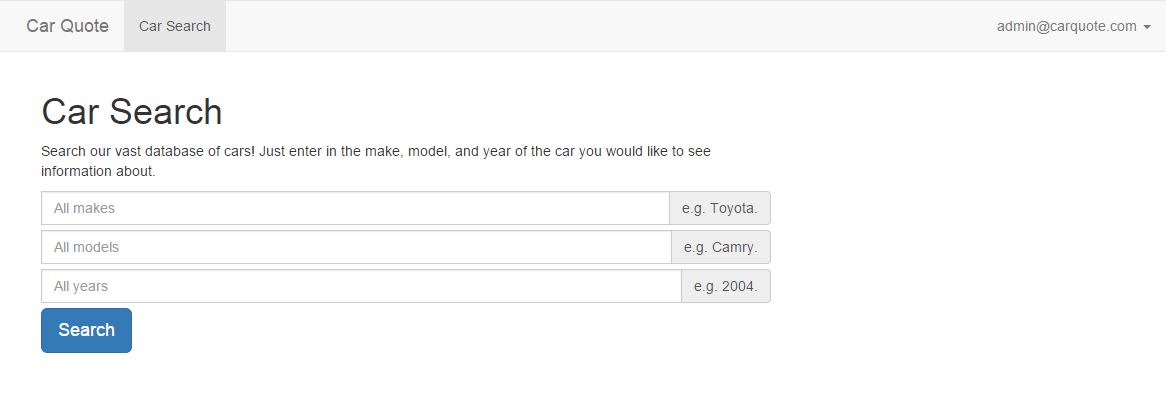 Car Quote
Car Search
admin@carquote.com
Car Search
Search our vast database of cars! Just enter in the make, model, and year of the car you would like to see
information about.
All makes
e.g. Toyota.
All models
e.g. Camry.
All years
e.g. 2004.
Search